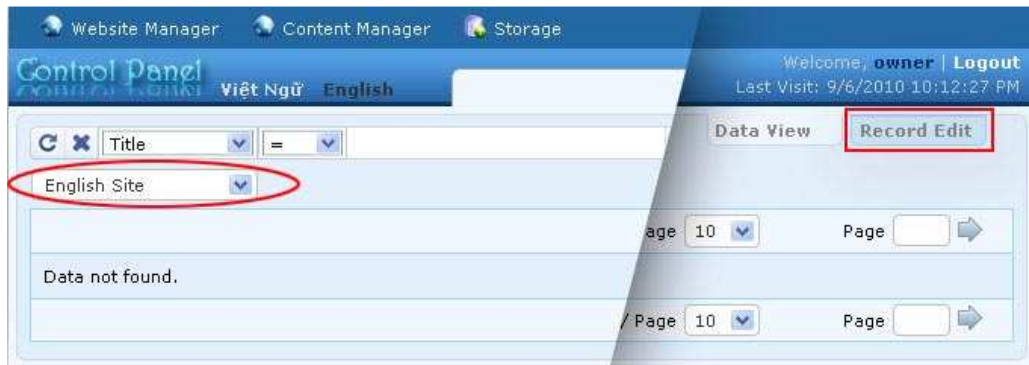 Website Manager Content Manager Storage
Control Panel Việt Ngữ English
Welcome, owner | Logout
Last Visit: 9/6/2010 10:12:27 PM
Title = Data View Record Edit
English Site
age 10 Page
Data not found.
/ Page 10 Page